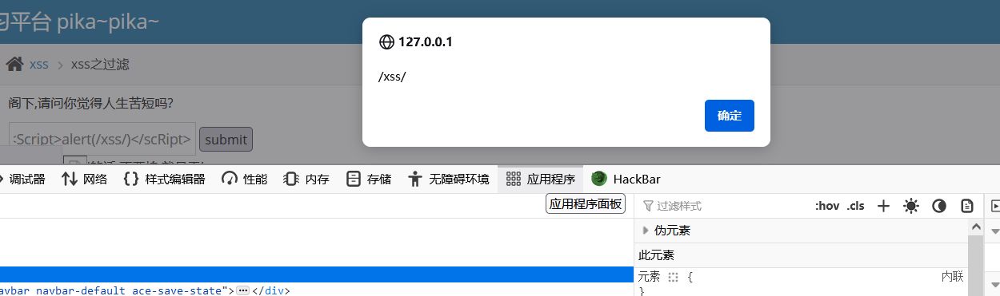 习平台 pika~pika~
127.0.0.1
/xss/
确定
xss > xss之过滤
阁下,请问你觉得人生苦短吗?
Script>alert(/xss/)</scRipt>
submit
调试器 网络 {} 样式编辑器 性能 内存 存储 无障碍环境 应用程序 HackBar
应用程序面板
过滤样式 :hov .cls +
伪元素
此元素
元素 { 内联
}
avbar navbar-default ace-save-state"></div>